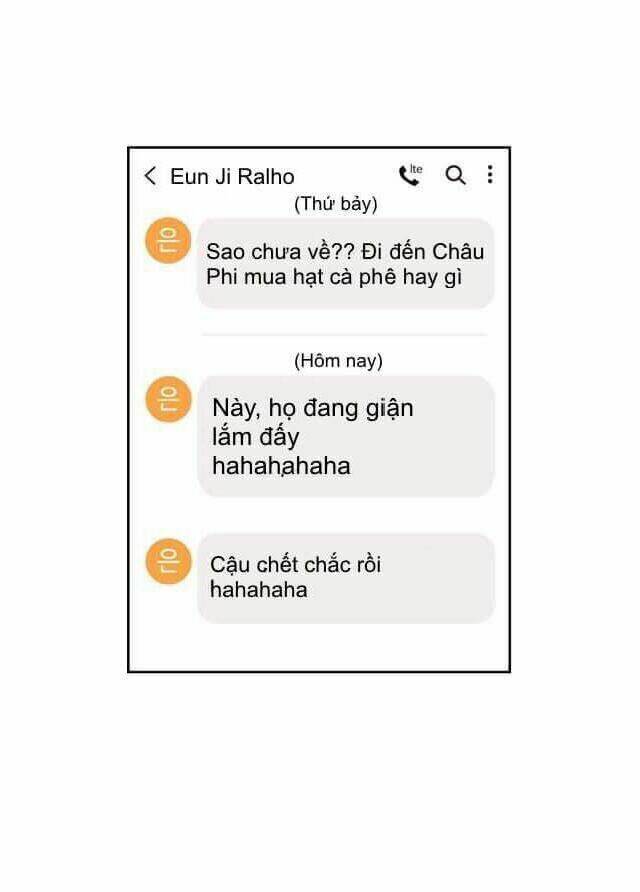 Eun Ji Ralho
lte
(Thứ bảy)
은
Sao chưa về?? Đi đến Châu
Phi mua hạt cà phê hay gì
(Hôm nay)
은
Này, họ đang giận
lắm đấy
hahahahaha
은
Cậu chết chắc rồi
hahahaha